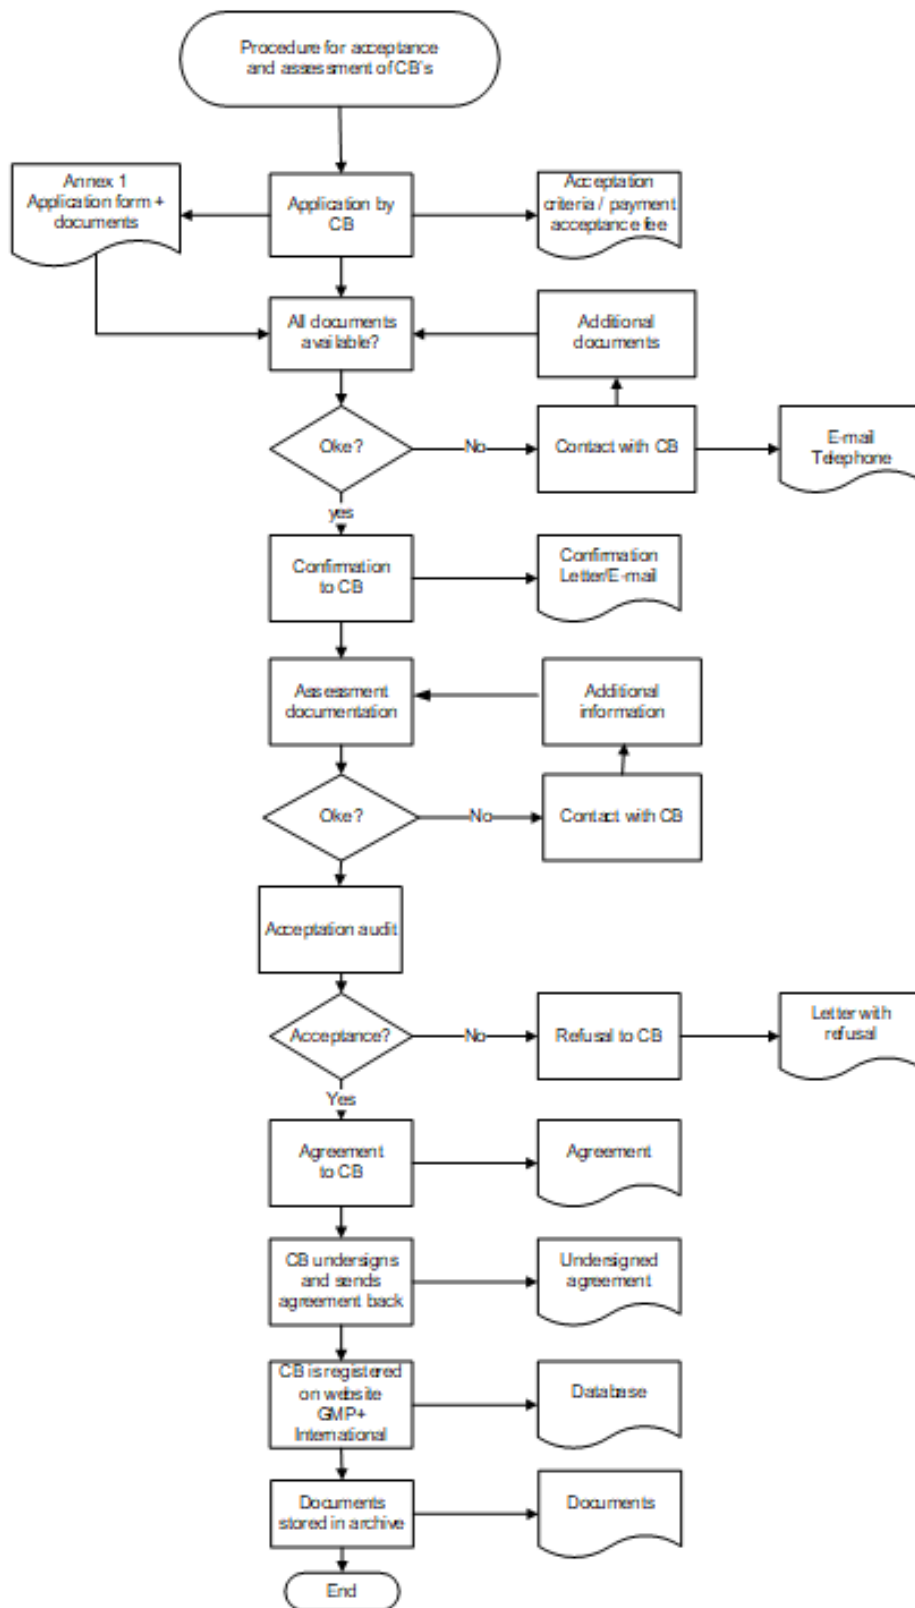 Procedure for acceptance
and assessment of CB's
Annex 1
Application form +
documents
Application by
CB
Acceptation
criteria / payment
acceptance fee
All documents
available?
Additional
documents
Oke?
No
Contact with CB
E-mail
Telephone
yes
Confirmation
to CB
Confirmation
Letter/E-mail
Assessment
documentation
Additional
information
Oke?
No
Contact with CB
Acceptation audit
Acceptance?
No
Refusal to CB
Letter with
refusal
Yes
Agreement
to CB
Agreement
CB undersigns
and sends
agreement back
Undersigned
agreement
CB is registered
on website
GMP+
International
Database
Documents
stored in archive
Documents
End